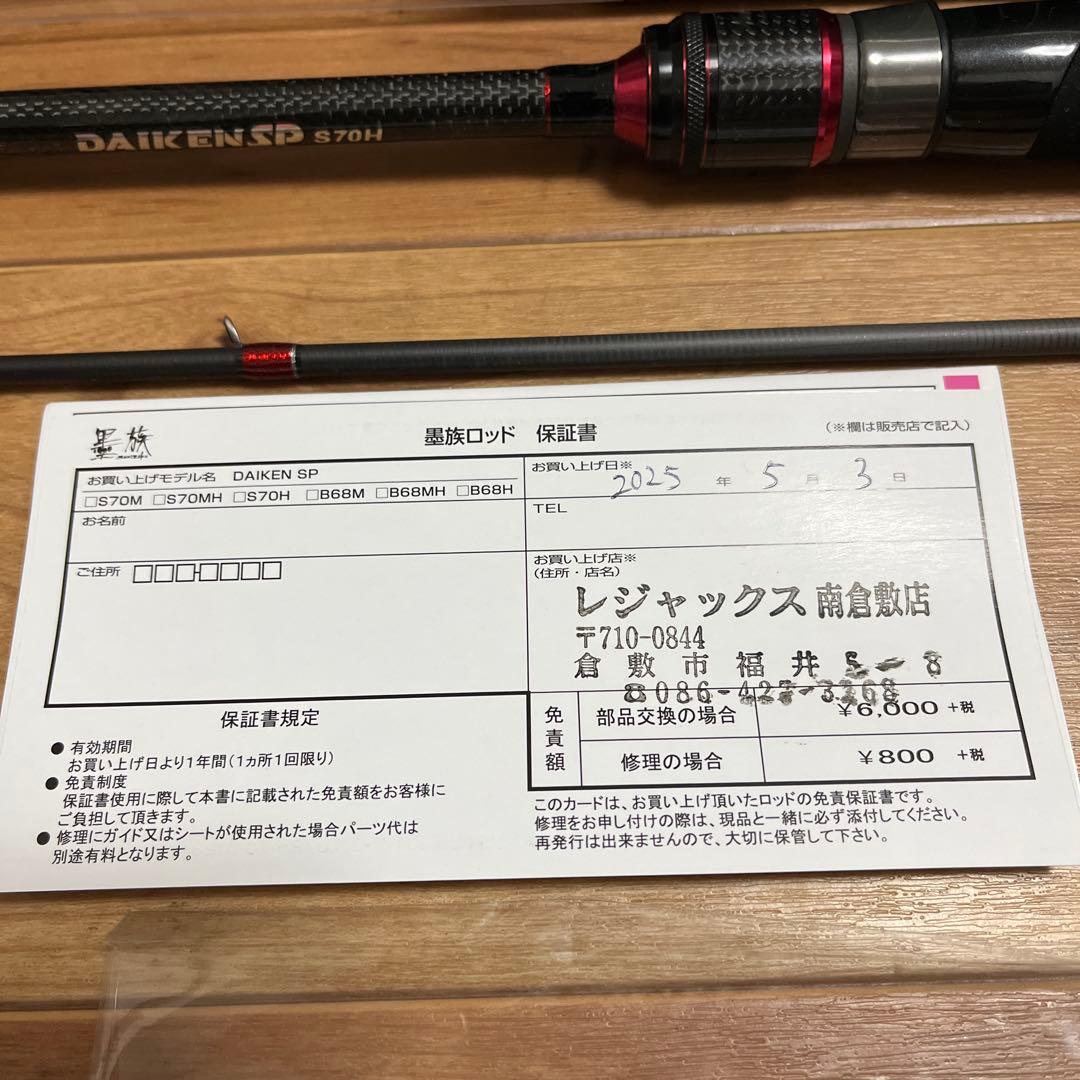 DAIKEN SP S70H
墨族
墨族ロッド 保証書
(※欄は販売店で記入)
お買い上げモデル名 DAIKEN SP
□S70M □S70MH □S70H □B68M □B68MH □B68H
お買い上げ日※
2025 年 5 月 3 日
お名前
TEL
ご住所 □□□-□□□□
お買い上げ店※
(住所・店名)
レジャックス 南倉敷店
〒710-0844
倉敷市福井5-8
☎086-427-3268
免責額
部品交換の場合 ¥6,000 +税
修理の場合 ¥800 +税
保証書規定
● 有効期間
お買い上げ日より1年間(1ヵ所1回限り)
● 免責制度
保証書使用に際して本書に記載された免責額をお客様に
ご負担して頂きます。
● 修理にガイド又はシートが使用された場合パーツ代は
別途有料となります。
このカードは、お買い上げ頂いたロッドの免責保証書です。
修理をお申し付けの際は、現品と一緒に必ず添付してください。
再発行は出来ませんので、大切に保管して下さい。